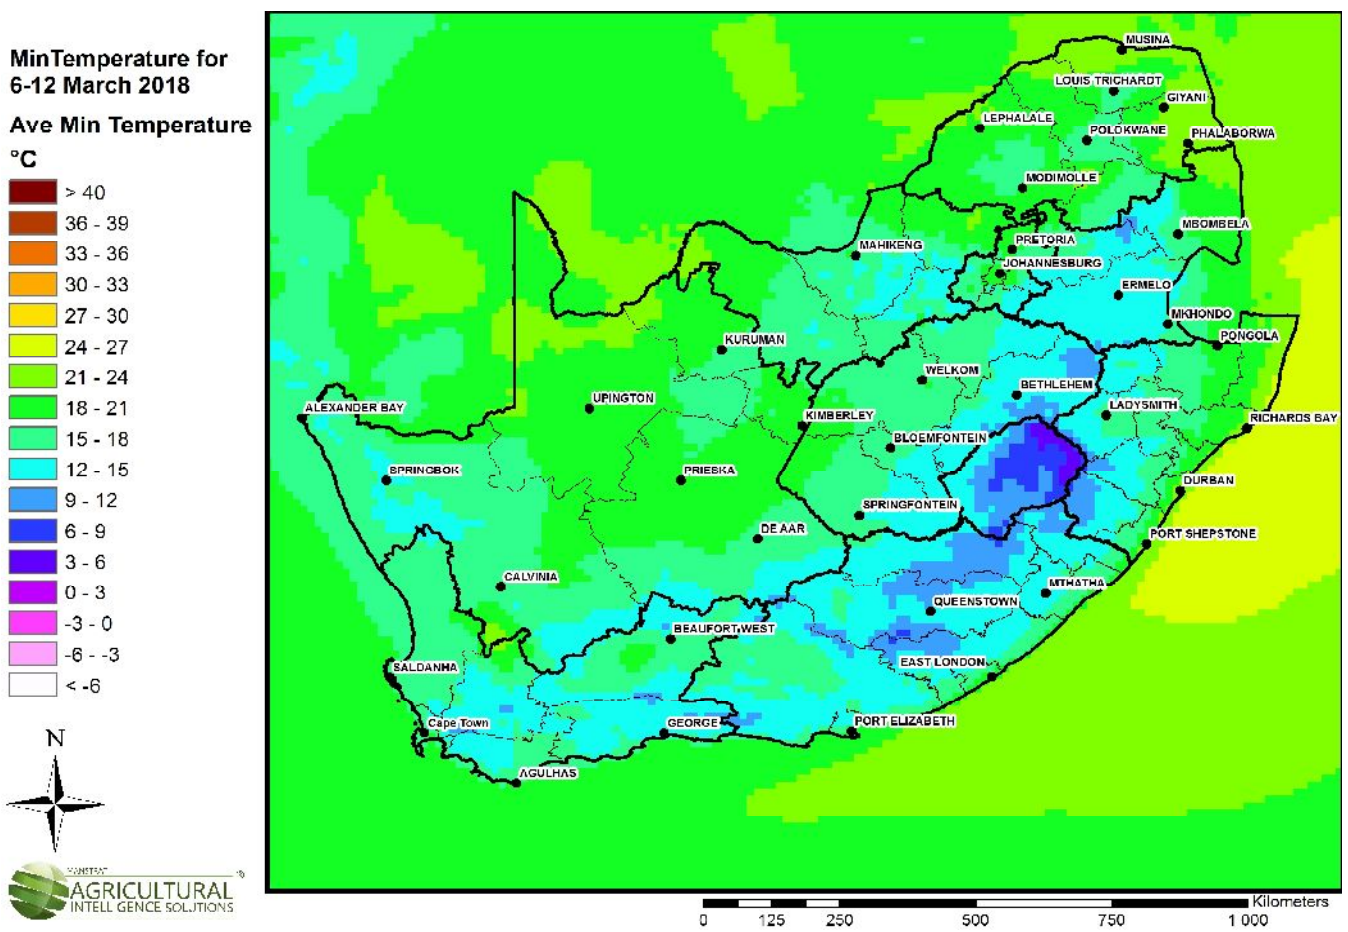 MinTemperature for
6-12 March 2018
Ave Min Temperature
°C
> 40
36 - 39
33 - 36
30 - 33
27 - 30
24 - 27
21 - 24
18 - 21
15 - 18
12 - 15
9 - 12
6 - 9
3 - 6
0 - 3
-3 - 0
-6 - -3
< -6
N
MANSTRAT
AGRICULTURAL
INTELLIGENCE SOLUTIONS
MUSINA
LOUIS TRICHARDT
GIYANI
LEPHALALE
POLOKWANE
PHALABORWA
MODIMOLLE
MBOMBELA
PRETORIA
MAHIKENG
JOHANNESBURG
ERMELO
MKHONDO
PONGOLA
KURUMAN
WELKOM
BETHLEHEM
UPINGTON
ALEXANDER BAY
LADYSMITH
KIMBERLEY
RICHARDS BAY
BLOEMFONTEIN
SPRINGBOK
PRIESKA
DURBAN
SPRINGFONTEIN
DE AAR
PORT SHEPSTONE
CALVINIA
MTHATHA
QUEENSTOWN
BEAUFORT WEST
EAST LONDON
SALDANHA
Cape Town
GEORGE
PORT ELIZABETH
AGULHAS
Kilometers
0 125 250 500 750 1 000